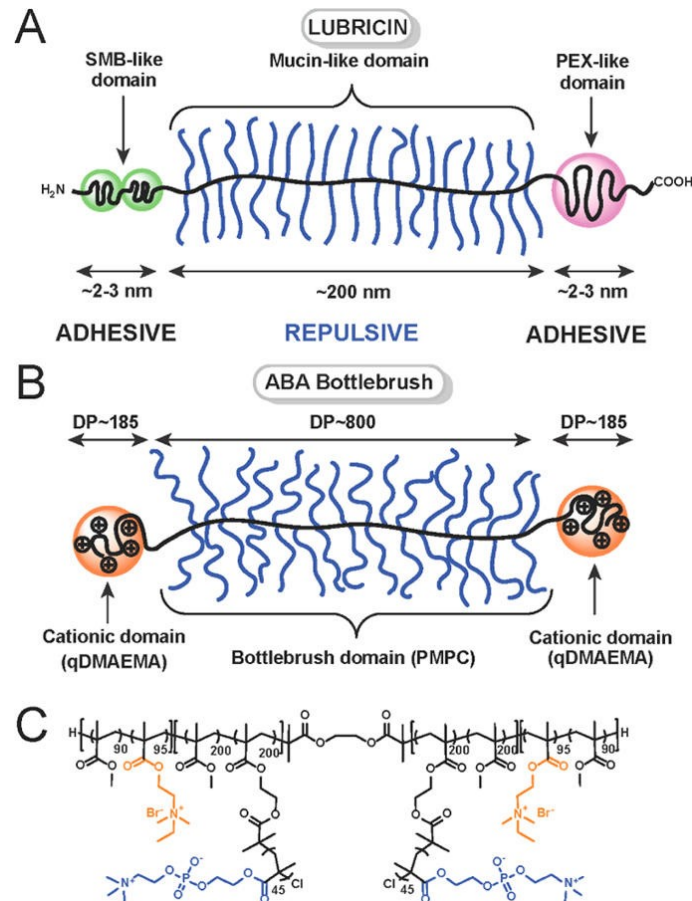 A
LUBRICIN
SMB-like
domain
Mucin-like domain
PEX-like
domain
H₂N
COOH
~2-3 nm
~200 nm
~2-3 nm
ADHESIVE
REPULSIVE
ADHESIVE
B
ABA Bottlebrush
DP~185
DP~800
DP~185
Cationic domain
(qDMAEMA)
Bottlebrush domain (PMPC)
Cationic domain
(qDMAEMA)
C
H 90 95 200 200 O O O O 200 200 95 90 H
O O O O O O O O O O O O O O O O
Br⁻ N⁺ O O O O Br⁻ N⁺
N⁺ O P O⁻ O O O 45 Cl Cl 45 O O O P O⁻ O N⁺